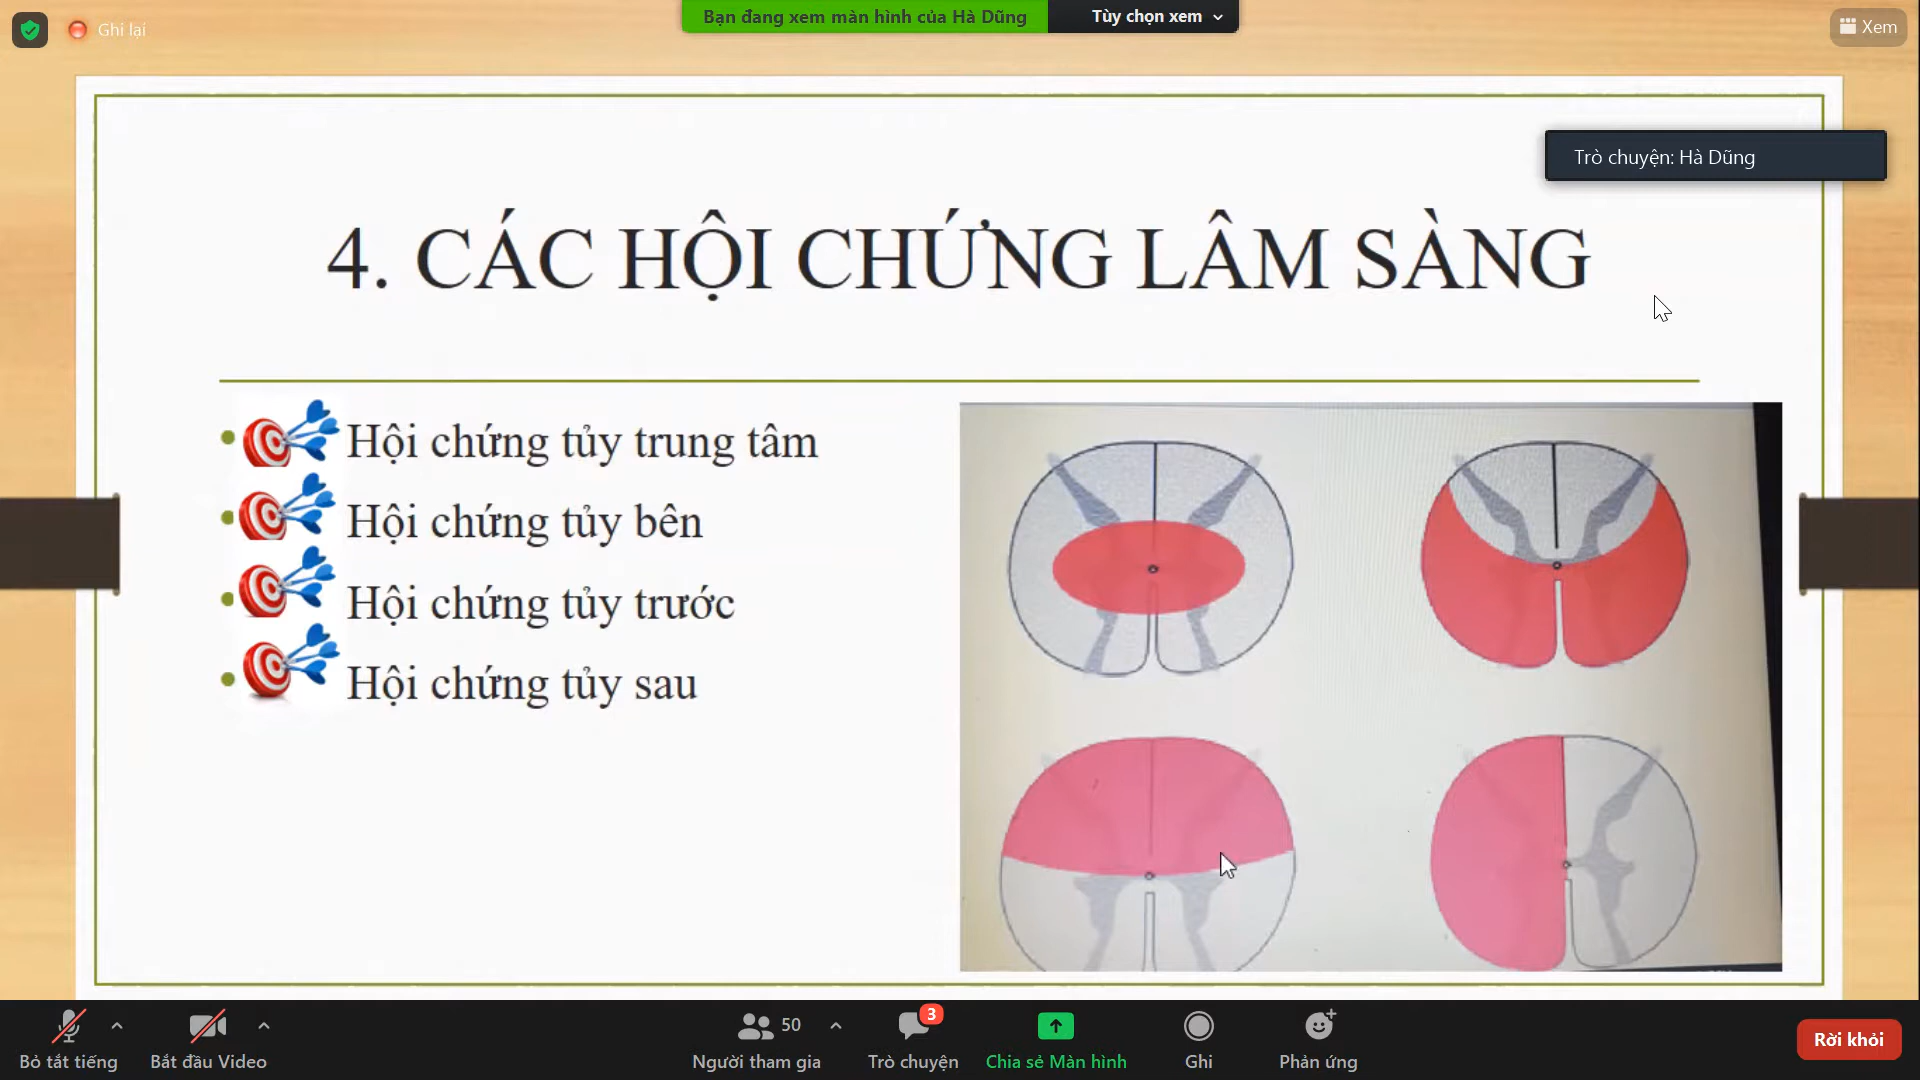 Bạn đang xem màn hình của Hà Dũng
Tùy chọn xem
Ghi lại
Xem
Trò chuyện: Hà Dũng
4. CÁC HỘI CHỨNG LÂM SÀNG
Hội chứng tủy trung tâm
Hội chứng tủy bên
Hội chứng tủy trước
Hội chứng tủy sau
Bỏ tắt tiếng
Bắt đầu Video
50
Người tham gia
3
Trò chuyện
Chia sẻ Màn hình
Ghi
Phản ứng
Rời khỏi